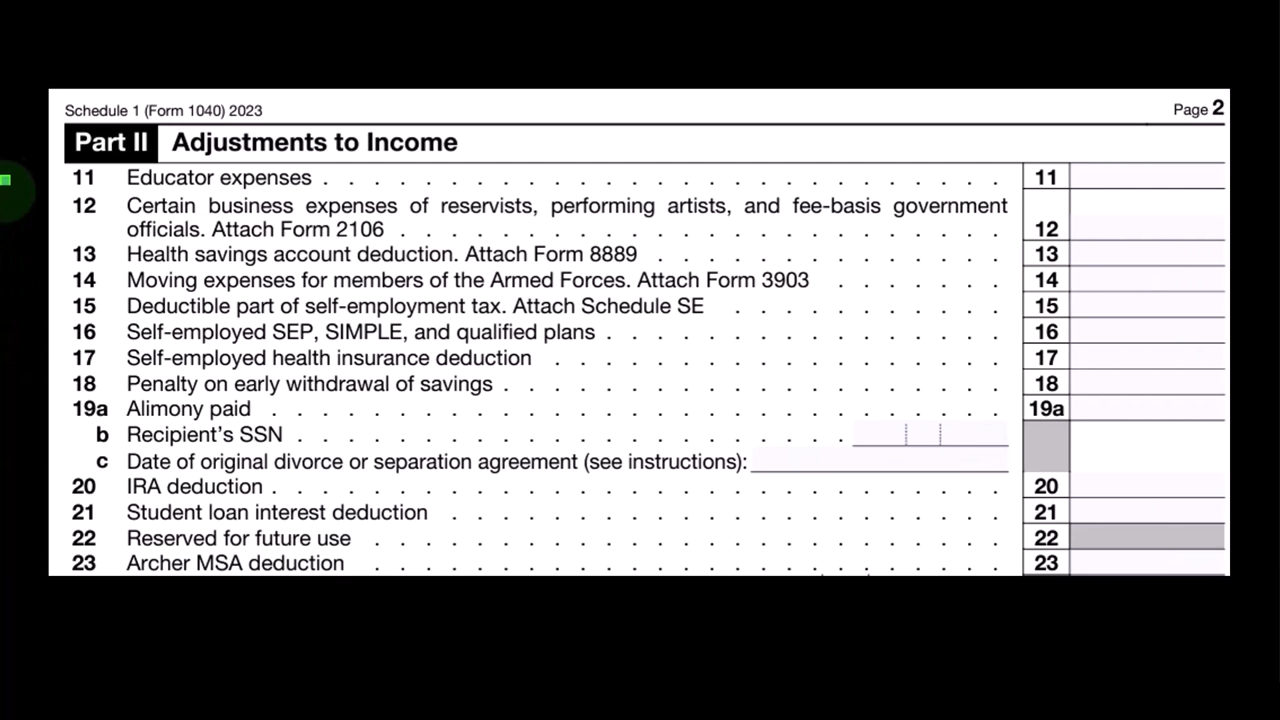 Schedule 1 (Form 1040) 2023 Page 2
Part II Adjustments to Income
11 Educator expenses . . . . . . . . . . . . . . . . . . . . . . . . . . . 11
12 Certain business expenses of reservists, performing artists, and fee-basis government
officials. Attach Form 2106 . . . . . . . . . . . . . . . . . . . . . . . . 12
13 Health savings account deduction. Attach Form 8889 . . . . . . . . . . . . . . 13
14 Moving expenses for members of the Armed Forces. Attach Form 3903 . . . . . . . 14
15 Deductible part of self-employment tax. Attach Schedule SE . . . . . . . . . . . 15
16 Self-employed SEP, SIMPLE, and qualified plans . . . . . . . . . . . . . . . . 16
17 Self-employed health insurance deduction . . . . . . . . . . . . . . . . . . 17
18 Penalty on early withdrawal of savings . . . . . . . . . . . . . . . . . . . . 18
19a Alimony paid . . . . . . . . . . . . . . . . . . . . . . . . . . . . . 19a
b Recipient's SSN . . . . . . . . . . . . . . . . . . . . . .
c Date of original divorce or separation agreement (see instructions):
20 IRA deduction . . . . . . . . . . . . . . . . . . . . . . . . . . . . . 20
21 Student loan interest deduction . . . . . . . . . . . . . . . . . . . . . . 21
22 Reserved for future use . . . . . . . . . . . . . . . . . . . . . . . . . 22
23 Archer MSA deduction . . . . . . . . . . . . . . . . . . . . . . . . . 23